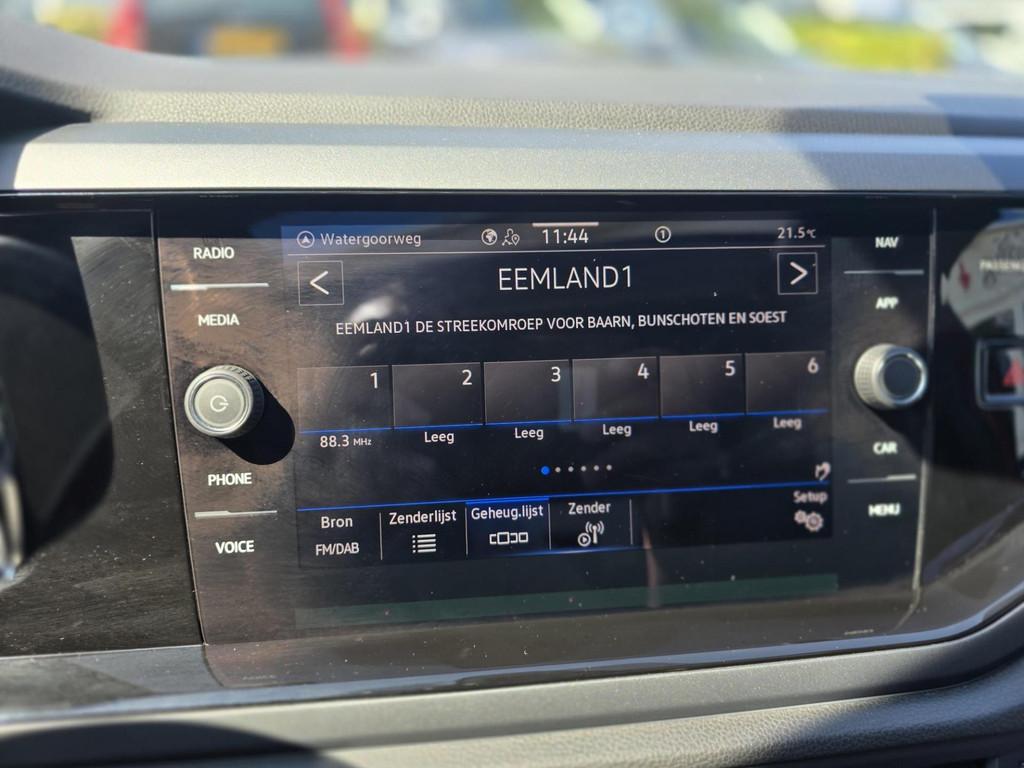 Watergoorweg 11:44 1 21.5°C
RADIO
NAV
EEMLAND1
MEDIA
APP
EEMLAND1 DE STREEKOMROEP VOOR BAARN, BUNSCHOTEN EN SOEST
1 2 3 4 5 6
88.3 MHz Leeg Leeg Leeg Leeg Leeg
PHONE
CAR
VOICE
MENU
Bron Zenderlijst Geheug.lijst Zender Setup
FM/DAB